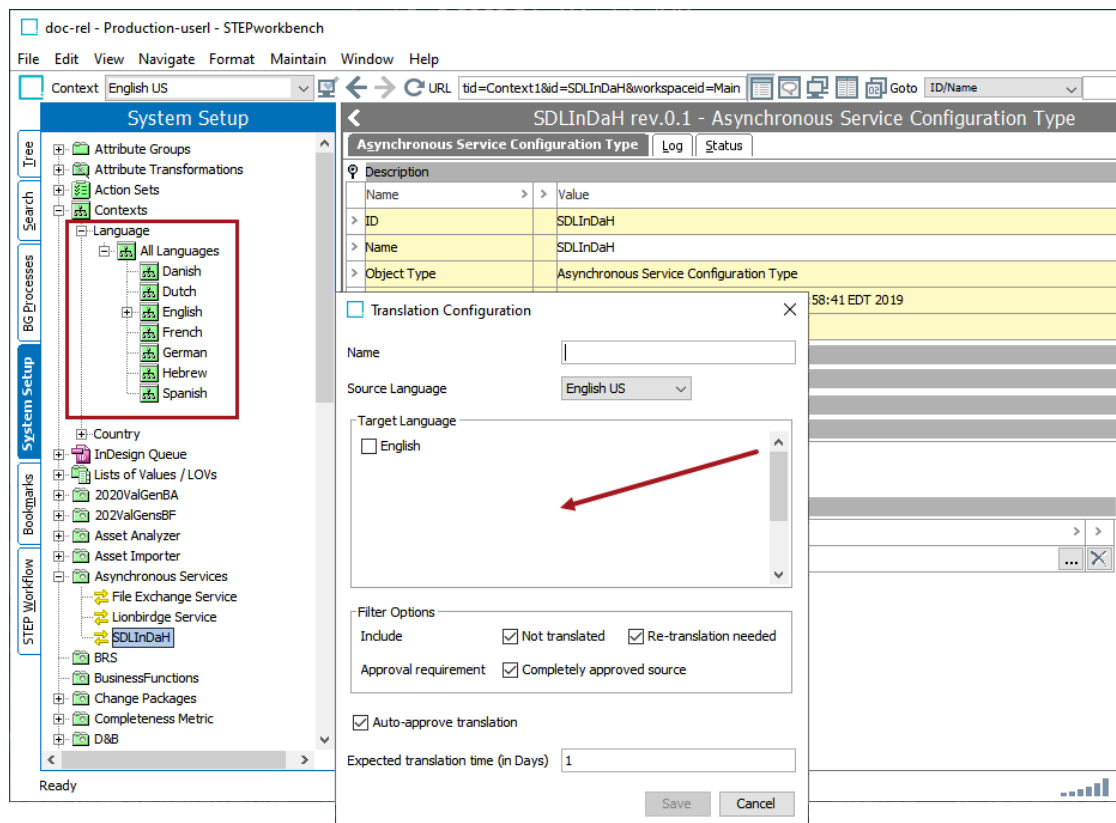 doc-rel - Production-userl - STEPworkbench
File Edit View Navigate Format Maintain Window Help
Context English US URL tid=Context1&id=SDLInDaH&workspaceid=Main Goto ID/Name
System Setup
SDLInDaH rev.0.1 - Asynchronous Service Configuration Type
Tree
Search
BG Processes
System Setup
Bookmarks
STEP Workflow
Attribute Groups
Attribute Transformations
Action Sets
Contexts
Language
All Languages
Danish
Dutch
English
French
German
Hebrew
Spanish
Country
InDesign Queue
Lists of Values / LOVs
2020ValGenBA
202ValGensBF
Asset Analyzer
Asset Importer
Asynchronous Services
File Exchange Service
Lionbirdge Service
SDLInDaH
BRS
BusinessFunctions
Change Packages
Completeness Metric
D&B
Asynchronous Service Configuration Type Log Status
Description
Name > > Value
> ID SDLInDaH
> Name SDLInDaH
> Object Type Asynchronous Service Configuration Type
:58:41 EDT 2019
Translation Configuration
Name
Source Language English US
Target Language
English
Filter Options
Include Not translated Re-translation needed
Approval requirement Completely approved source
Auto-approve translation
Expected translation time (in Days) 1
Save Cancel
...
Ready